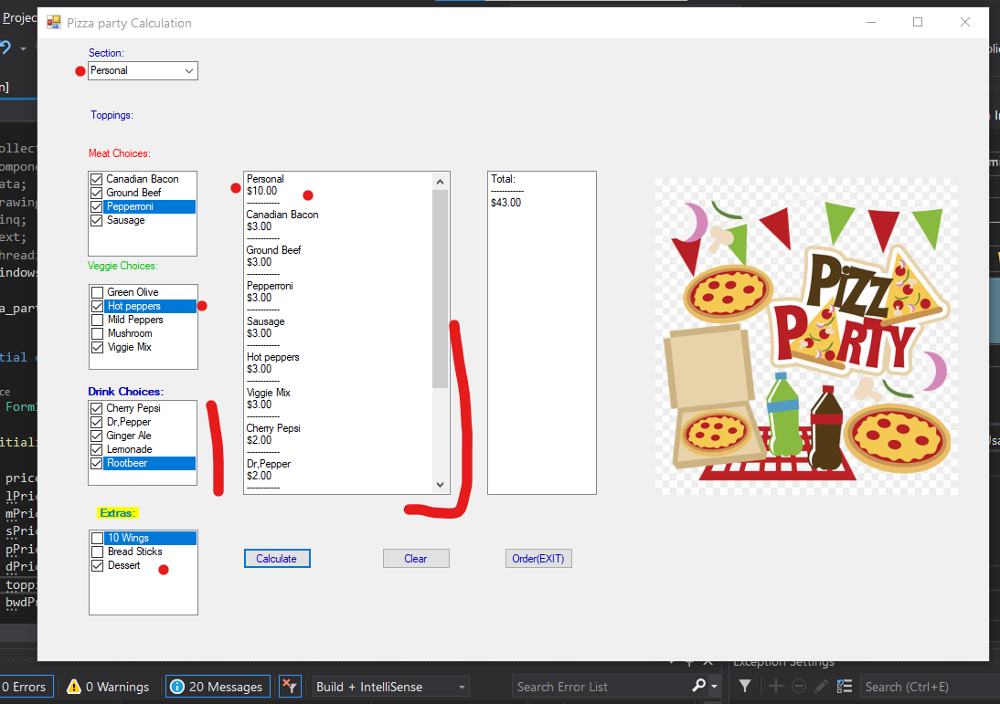 Project
Pizza party Calculation
Section:
Personal
Toppings:
Meat Choices:
Canadian Bacon
Ground Beef
Pepperroni
Sausage
Veggie Choices:
Green Olive
Hot peppers
Mild Peppers
Mushroom
Viggie Mix
Drink Choices:
Cherry Pepsi
Dr,Pepper
Ginger Ale
Lemonade
Rootbeer
Extras:
10 Wings
Bread Sticks
Dessert
Personal
$10.00
------------
Canadian Bacon
$3.00
------------
Ground Beef
$3.00
------------
Pepperroni
$3.00
------------
Sausage
$3.00
------------
Hot peppers
$3.00
------------
Viggie Mix
$3.00
------------
Cherry Pepsi
$2.00
------------
Dr,Pepper
$2.00
------------
Total:
------------
$43.00
PIZZA
PARTY
Calculate
Clear
Order(EXIT)
0 Errors
0 Warnings
20 Messages
Build + IntelliSense
Search Error List
Exception Settings
Search (Ctrl+E)